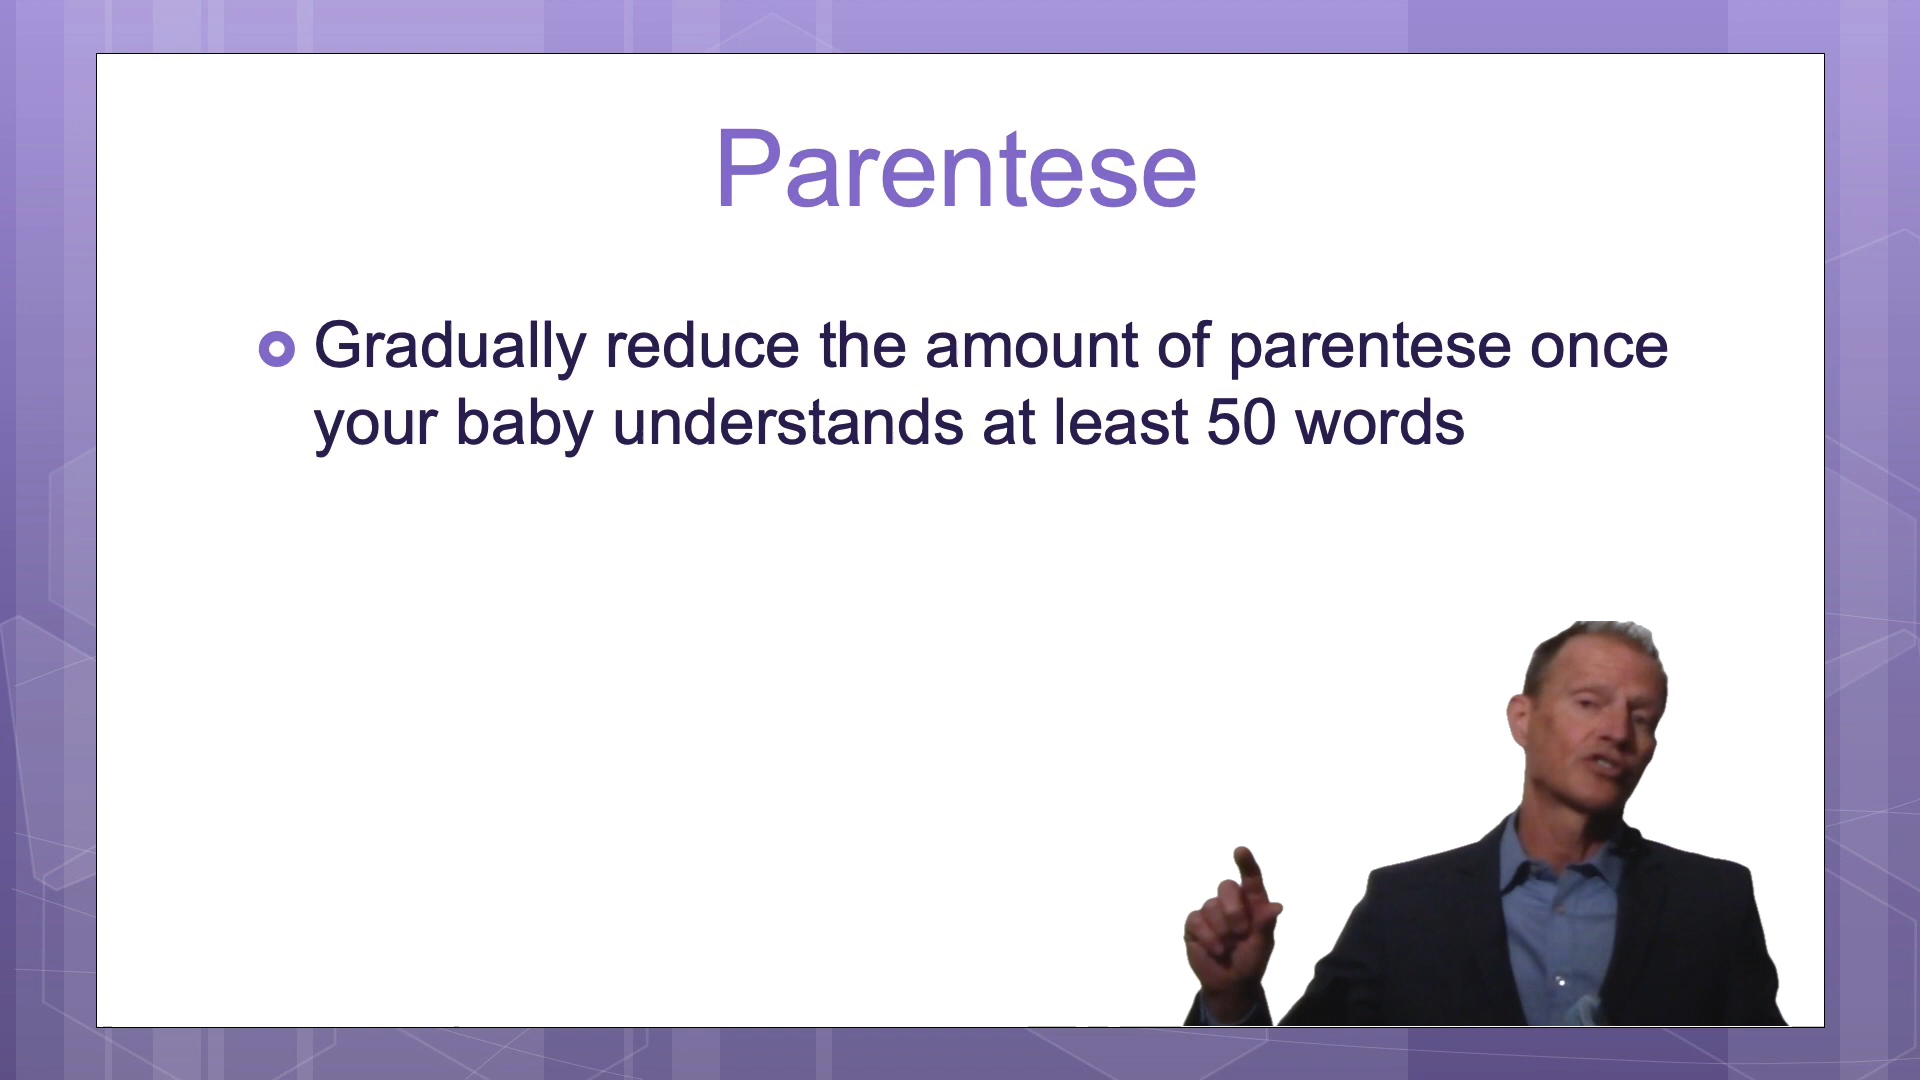 Parentese
Gradually reduce the amount of parentese once
your baby understands at least 50 words